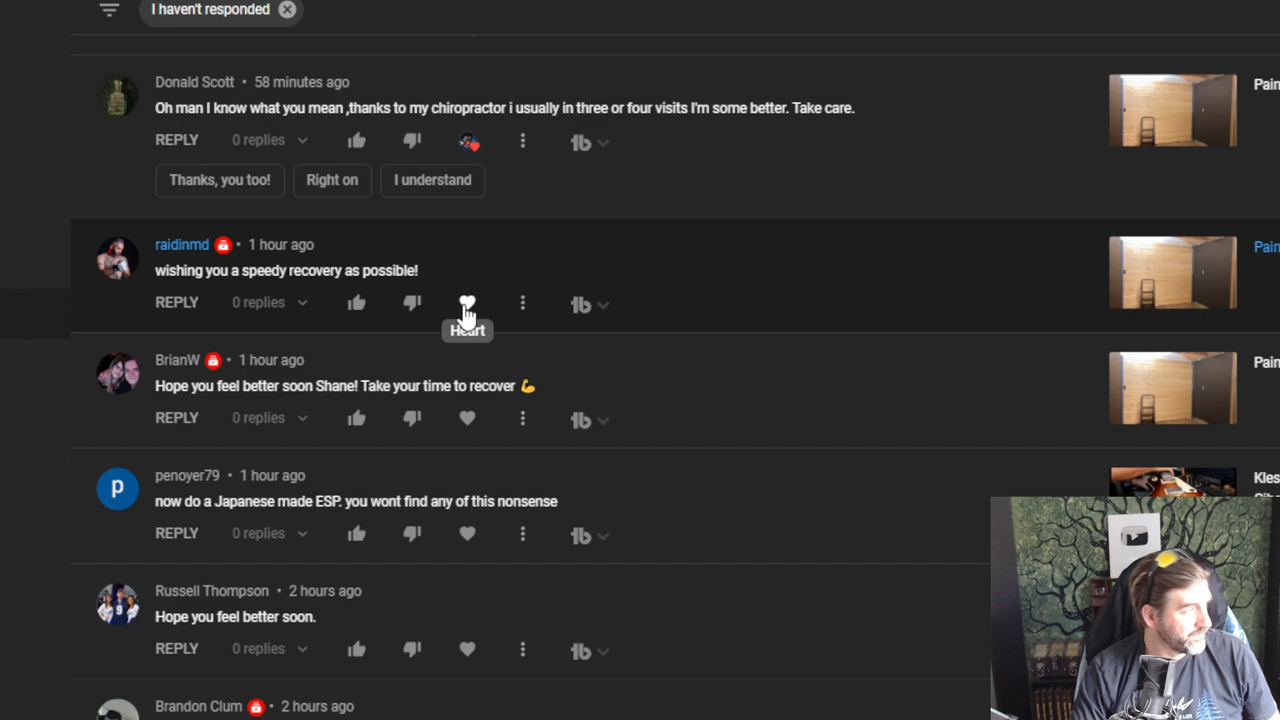 I haven't responded
Donald Scott • 58 minutes ago
Oh man I know what you mean ,thanks to my chiropractor i usually in three or four visits I'm some better. Take care.
Pain
REPLY 0 replies
Thanks, you too! Right on I understand
raidinmd • 1 hour ago
wishing you a speedy recovery as possible!
Pain
REPLY 0 replies
Heart
BrianW • 1 hour ago
Hope you feel better soon Shane! Take your time to recover 💪
Pain
REPLY 0 replies
penoyer79 • 1 hour ago
p
now do a Japanese made ESP. you wont find any of this nonsense
Kles
REPLY 0 replies
Russell Thompson • 2 hours ago
Hope you feel better soon.
REPLY 0 replies
Brandon Clum • 2 hours ago